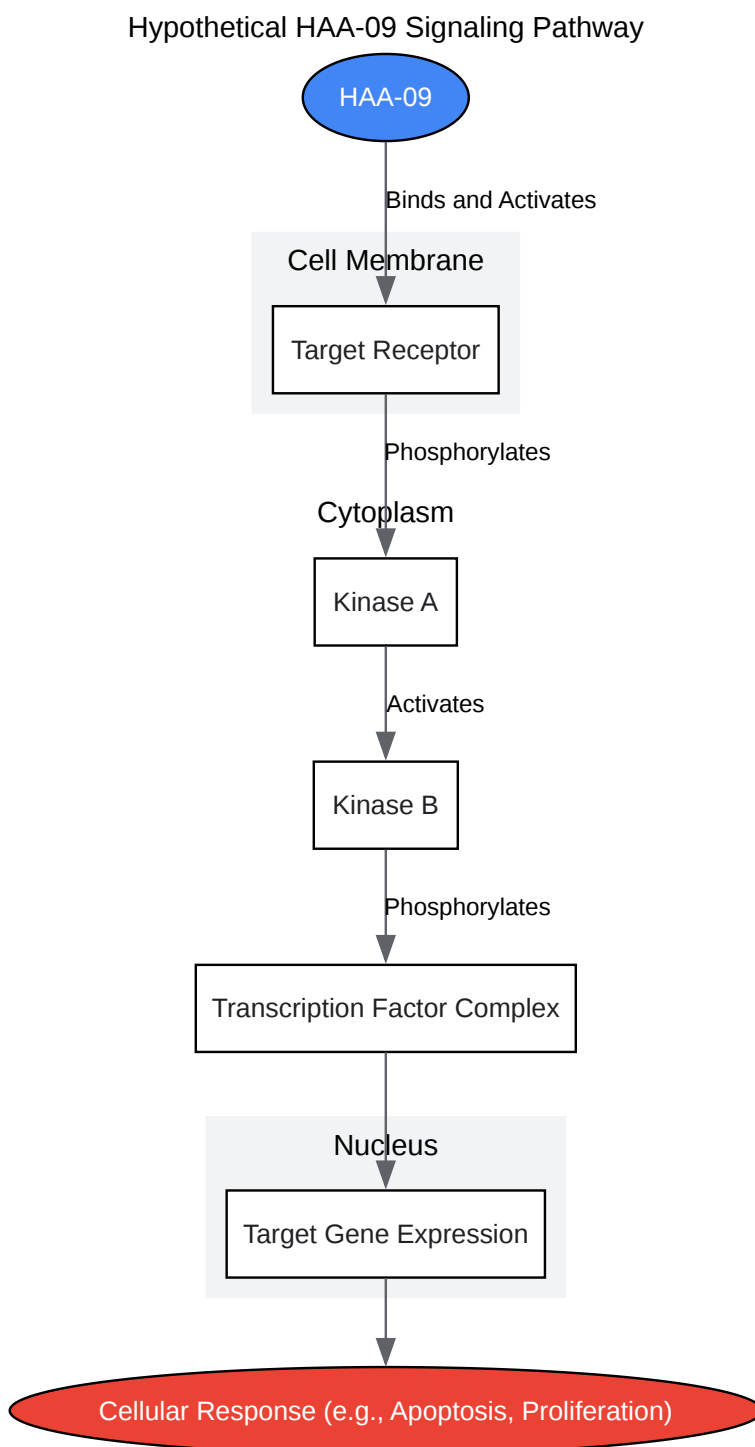 Hypothetical HAA-09 Signaling Pathway
HAA-09
Binds and Activates
Cell Membrane
Target Receptor
Phosphorylates
Cytoplasm
Kinase A
Activates
Kinase B
Phosphorylates
Transcription Factor Complex
Nucleus
Target Gene Expression
Cellular Response (e.g., Apoptosis, Proliferation)